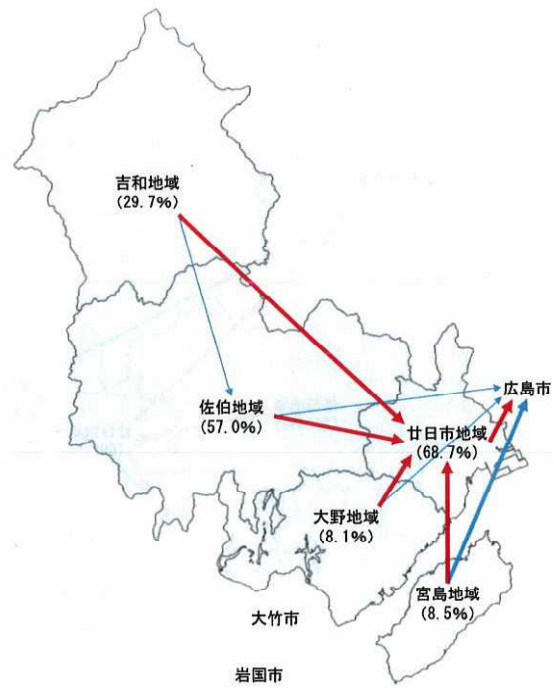 吉和地域
(29.7%)
広島市
佐伯地域
(57.0%)
廿日市地域
(68.7%)
大野地域
(8.1%)
宮島地域
(8.5%)
大竹市
岩国市